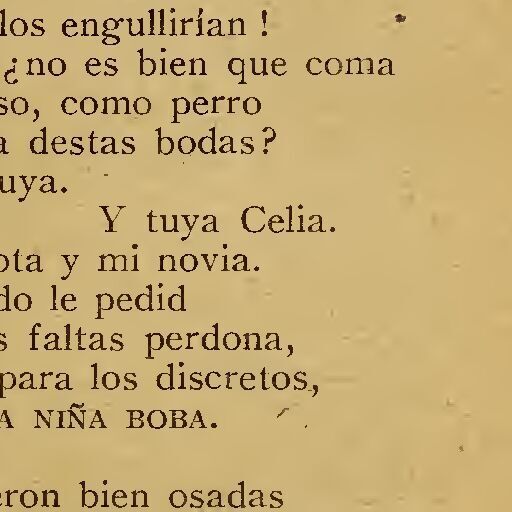 los engullirían!
¿no es bien que coma
so, como perro
a destas bodas?
uya.
Y tuya Celia.
ota y mi novia.
do le pedid
s faltas perdona,
para los discretos,
A NIÑA BOBA.
eron bien osadas